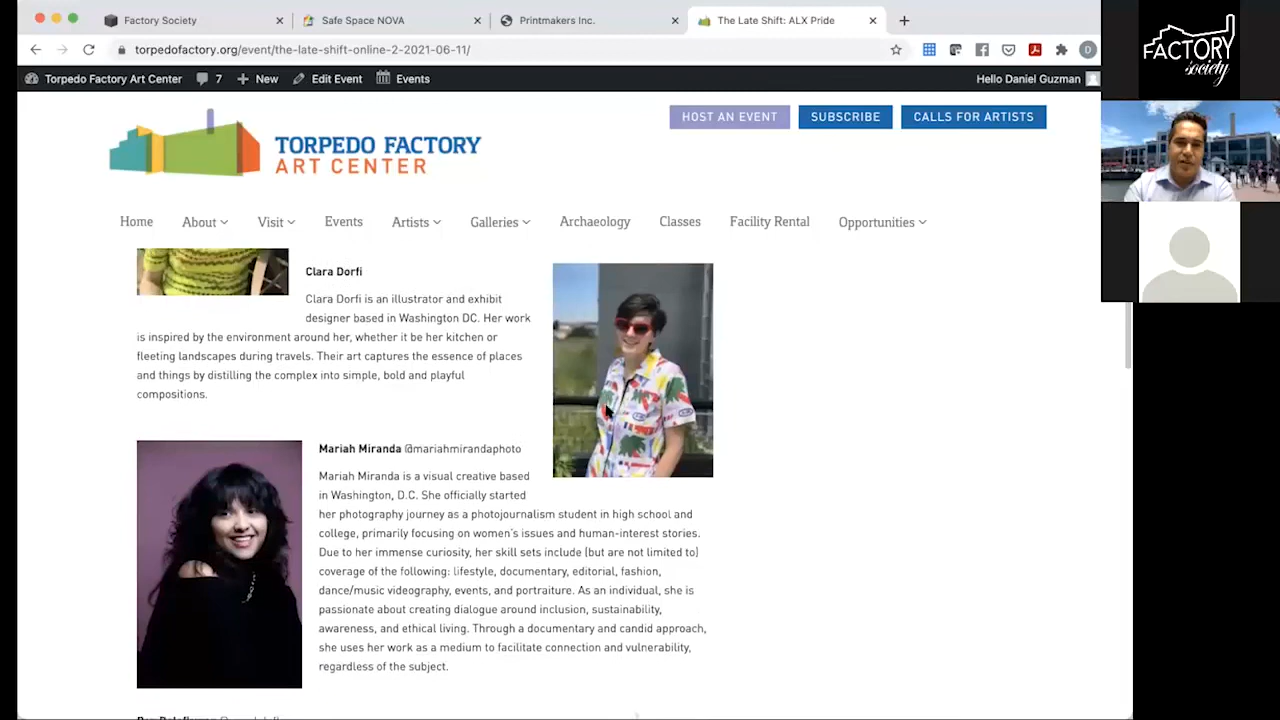 Factory Society
Safe Space NOVA
Printmakers Inc.
The Late Shift: ALX Pride
torpedofactory.org/event/the-late-shift-online-2-2021-06-11/
D
Torpedo Factory Art Center
7
New
Edit Event
Events
Hello Daniel Guzman
FACTORY
society
TORPEDO FACTORY
ART CENTER
HOST AN EVENT
SUBSCRIBE
CALLS FOR ARTISTS
Home
About
Visit
Events
Artists
Galleries
Archaeology
Classes
Facility Rental
Opportunities
Clara Dorfi
Clara Dorfi is an illustrator and exhibit
designer based in Washington DC. Her work
is inspired by the environment around her, whether it be her kitchen or
fleeting landscapes during travels. Their art captures the essence of places
and things by distilling the complex into simple, bold and playful
compositions.
Mariah Miranda @mariahmirandaphoto
Mariah Miranda is a visual creative based
in Washington, D.C. She officially started
her photography journey as a photojournalism student in high school and
college, primarily focusing on women's issues and human-interest stories.
Due to her immense curiosity, her skill sets include (but are not limited to)
coverage of the following: lifestyle, documentary, editorial, fashion,
dance/music videography, events, and portraiture. As an individual, she is
passionate about creating dialogue around inclusion, sustainability,
awareness, and ethical living. Through a documentary and candid approach,
she uses her work as a medium to facilitate connection and vulnerability,
regardless of the subject.